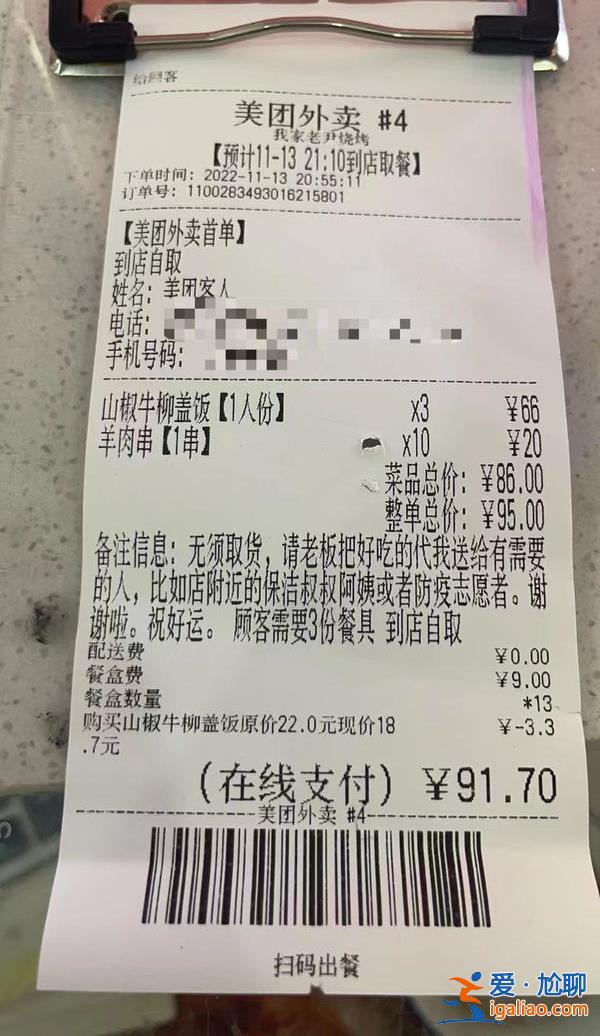 给顾客
美团外卖 #4
我家老尹烧烤
【预计11-13 21:10到店取餐】
下单时间: 2022-11-13 20:55:11
订单号: 1100283493016215801
【美团外卖首单】
到店自取
姓名: 美团客人
电话:
手机号码:
山椒牛柳盖饭【1人份】 x3 ¥66
羊肉串【1串】 x10 ¥20
菜品总价: ¥86.00
整单总价: ¥95.00
备注信息: 无须取货，请老板把好吃的代我送给有需要
的人，比如店附近的保洁叔叔阿姨或者防疫志愿者。谢
谢啦。祝好运。 顾客需要3份餐具 到店自取
配送费 ¥0.00
餐盒费 ¥9.00
餐盒数量 *13
购买山椒牛柳盖饭原价22.0元现价18 ¥-3.3
.7元
(在线支付) ¥91.70
美团外卖 #4
扫码出餐
爱·尴聊
igaliao.com